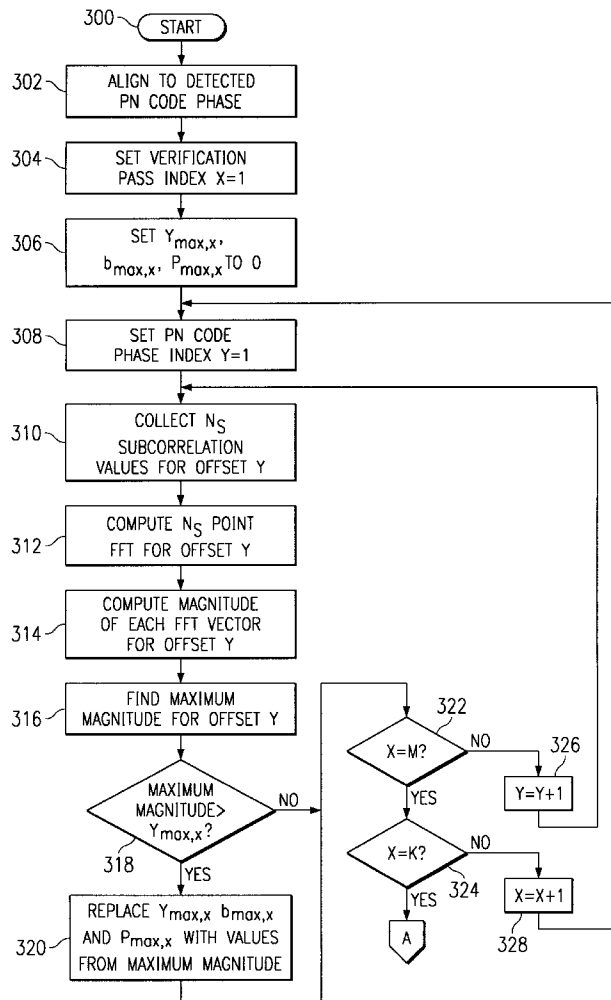 300
START
302
ALIGN TO DETECTED
PN CODE PHASE
304
SET VERIFICATION
PASS INDEX X=1
306
SET Ymax,x,
bmax,x, Pmax,x TO 0
308
SET PN CODE
PHASE INDEX Y=1
310
COLLECT NS
SUBCORRELATION
VALUES FOR OFFSET Y
312
COMPUTE NS POINT
FFT FOR OFFSET Y
314
COMPUTE MAGNITUDE
OF EACH FFT VECTOR
FOR OFFSET Y
316
FIND MAXIMUM
MAGNITUDE FOR OFFSET Y
MAXIMUM
MAGNITUDE>
Ymax,x?
318
NO
YES
320
REPLACE Ymax,x bmax,x
AND Pmax,x WITH VALUES
FROM MAXIMUM MAGNITUDE
322
X=M?
NO
YES
326
Y=Y+1
X=K?
324
NO
YES
X=X+1
328
A